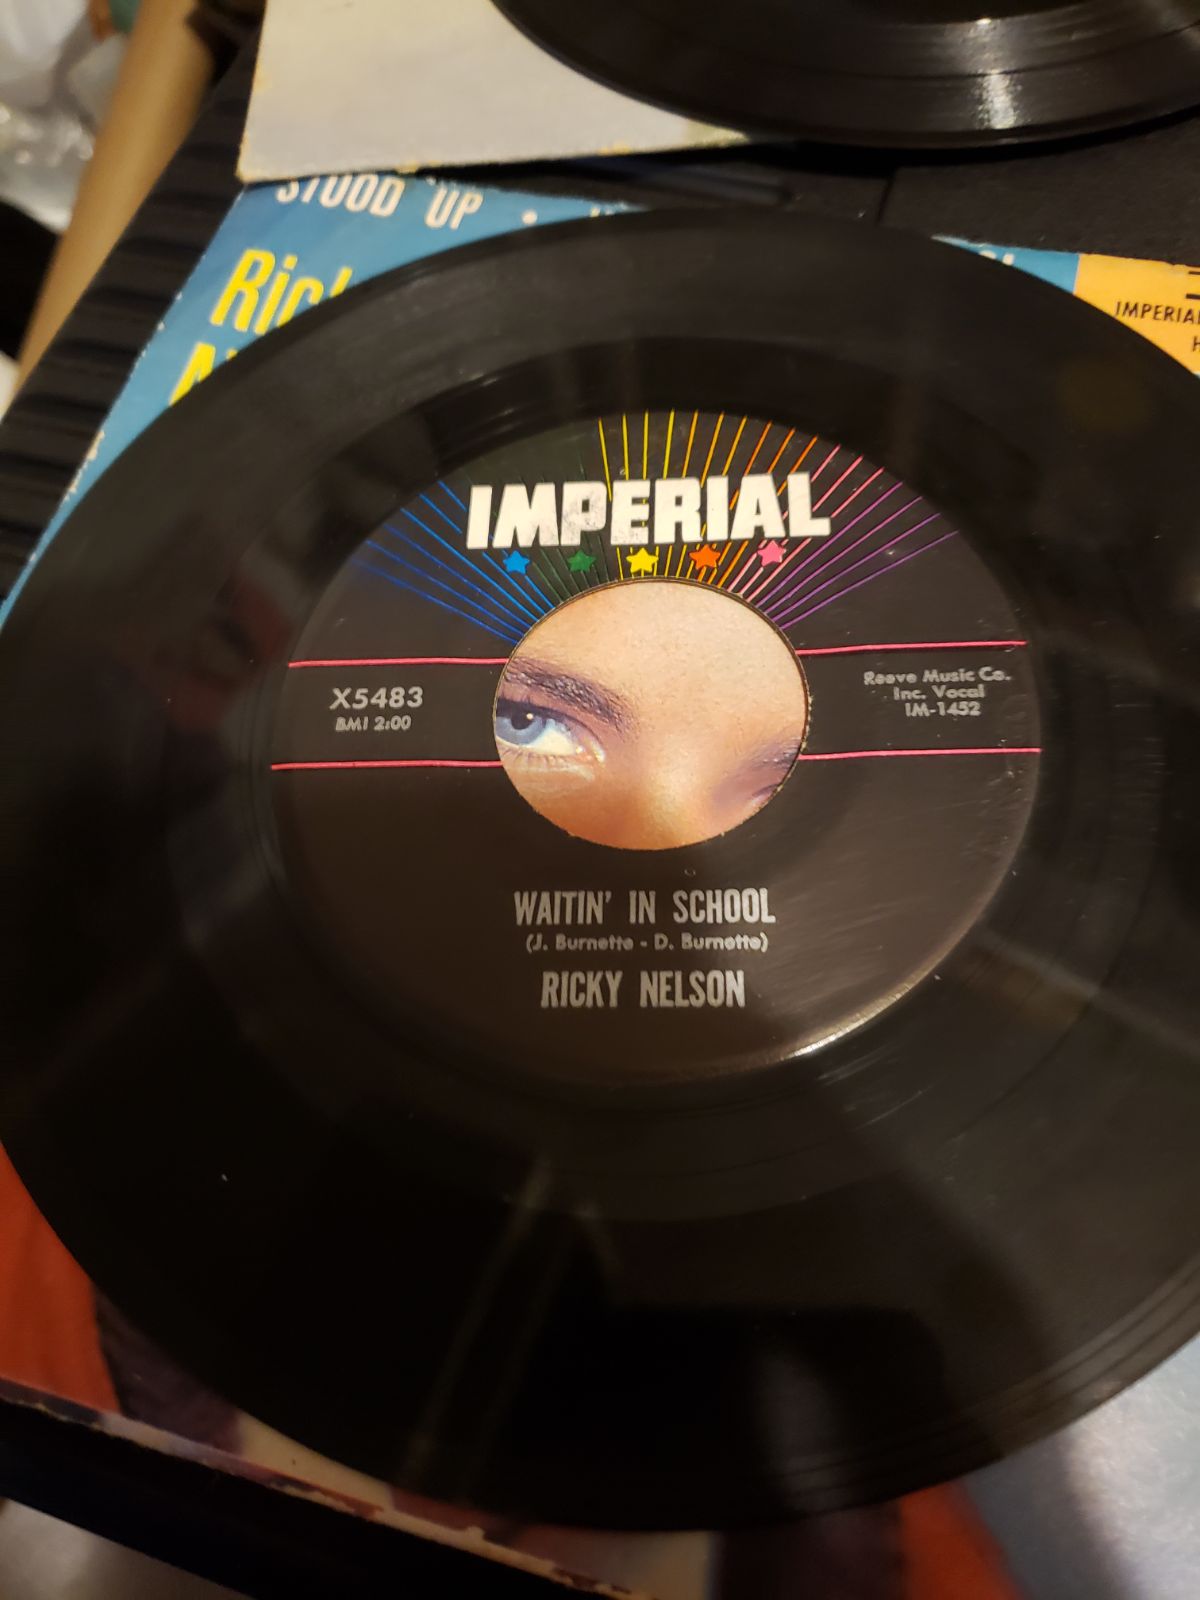 STOOD UP •
IMPERIAL
IMPERIAL
X5483
BMI 2:00
Reeve Music Co.
Inc. Vocal
IM-1452
WAITIN' IN SCHOOL
(J. Burnette - D. Burnette)
RICKY NELSON